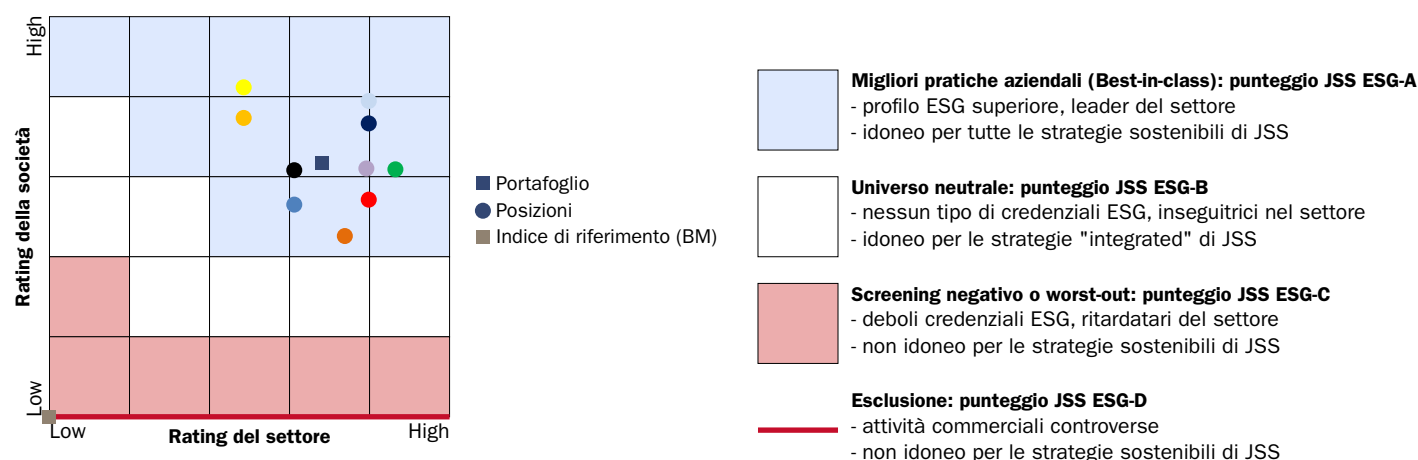 High
Rating della società
Low
Low
Rating del settore
High
Portafoglio
Posizioni
Indice di riferimento (BM)
Migliori pratiche aziendali (Best-in-class): punteggio JSS ESG-A
- profilo ESG superiore, leader del settore
- idoneo per tutte le strategie sostenibili di JSS
Universo neutrale: punteggio JSS ESG-B
- nessun tipo di credenziali ESG, inseguitrici nel settore
- idoneo per le strategie "integrated" di JSS
Screening negativo o worst-out: punteggio JSS ESG-C
- deboli credenziali ESG, ritardatari del settore
- non idoneo per le strategie sostenibili di JSS
Esclusione: punteggio JSS ESG-D
- attività commerciali controverse
- non idoneo per le strategie sostenibili di JSS